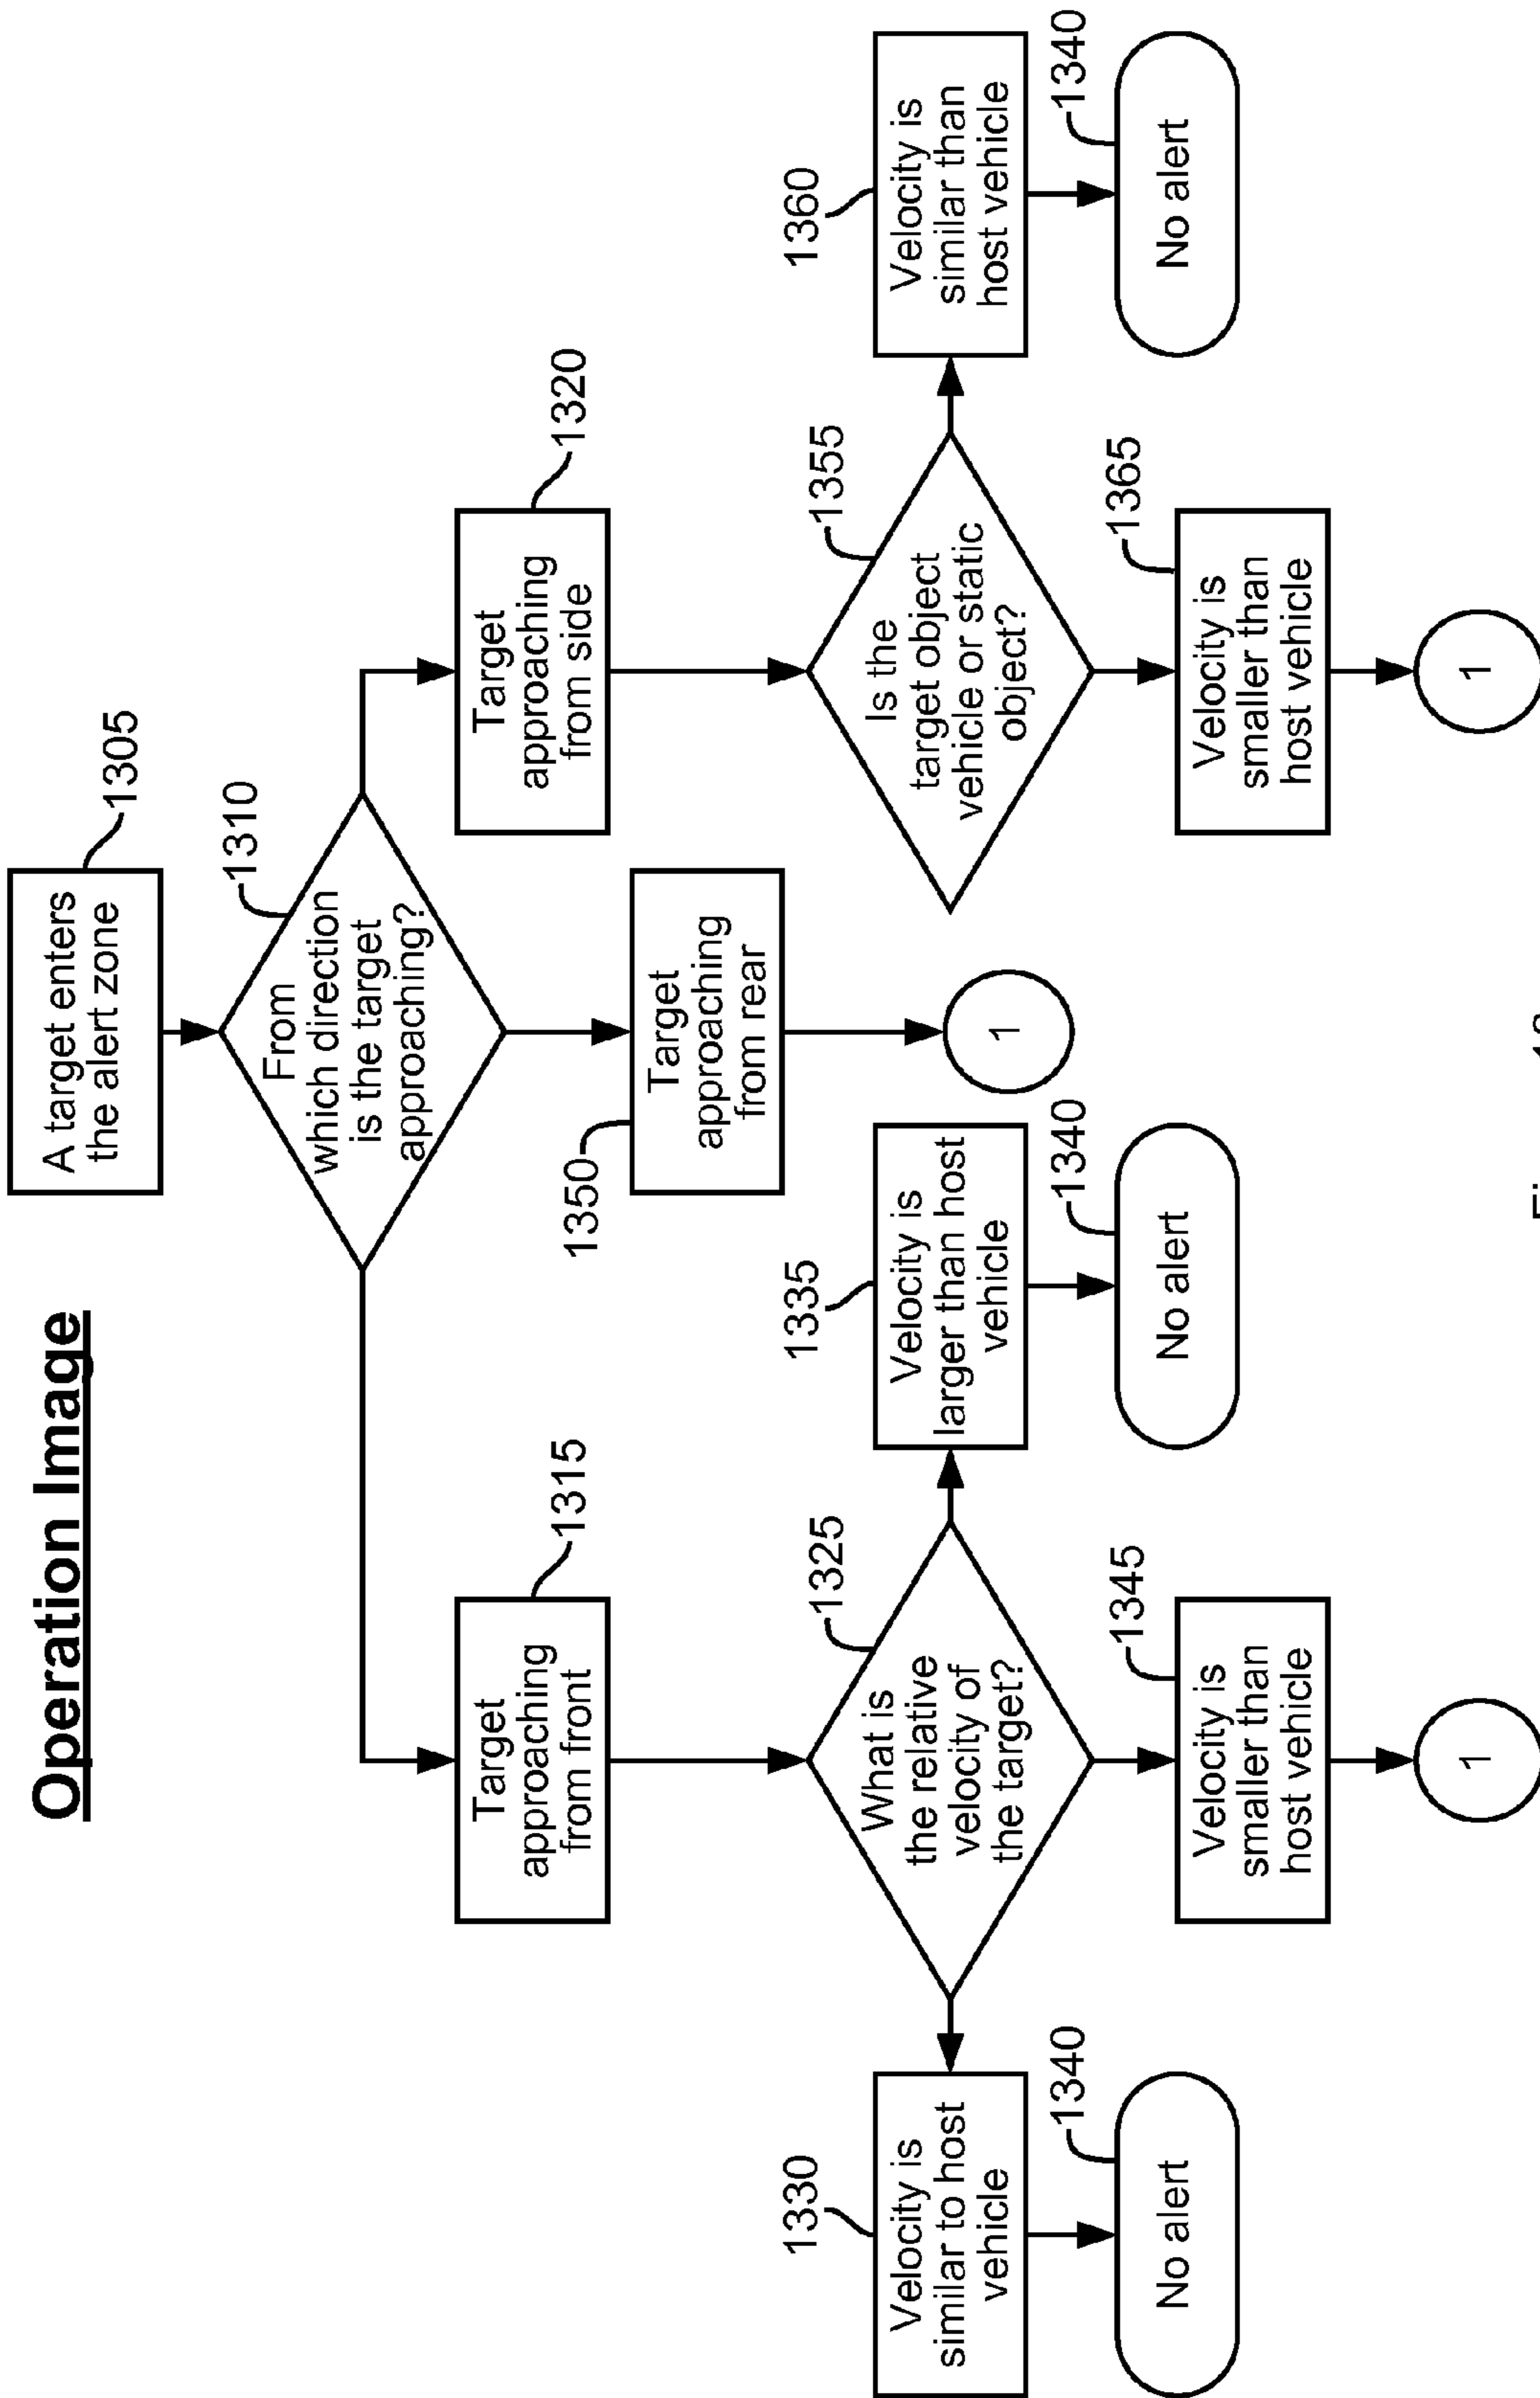 Operation Image
A target enters
the alert zone
1305
From
which direction
is the target
approaching?
1310
Target
approaching
from front
1315
Target
approaching
from rear
1350
1
Target
approaching
from side
1320
What is
the relative
velocity of
the target?
1325
Velocity is
similar to host
vehicle
1330
No alert
1340
Velocity is
larger than host
vehicle
1335
No alert
1340
Velocity is
smaller than
host vehicle
1345
1
Is the
target object
vehicle or static
object?
1355
Velocity is
similar than
host vehicle
1360
No alert
1340
Velocity is
smaller than
host vehicle
1365
1